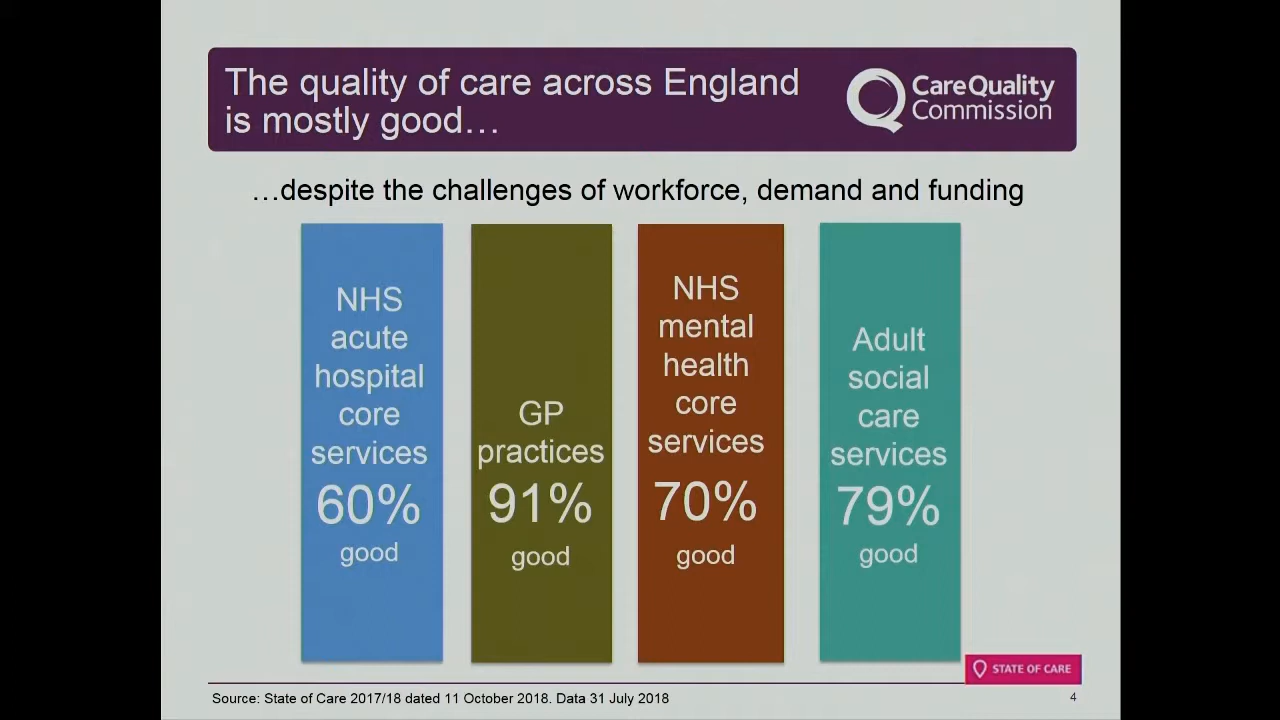 The quality of care across England
is mostly good…
CareQuality
Commission
…despite the challenges of workforce, demand and funding
NHS
acute
hospital
core
services
60%
good
GP
practices
91%
good
NHS
mental
health
core
services
70%
good
Adult
social
care
services
79%
good
STATE OF CARE
Source: State of Care 2017/18 dated 11 October 2018. Data 31 July 2018
4